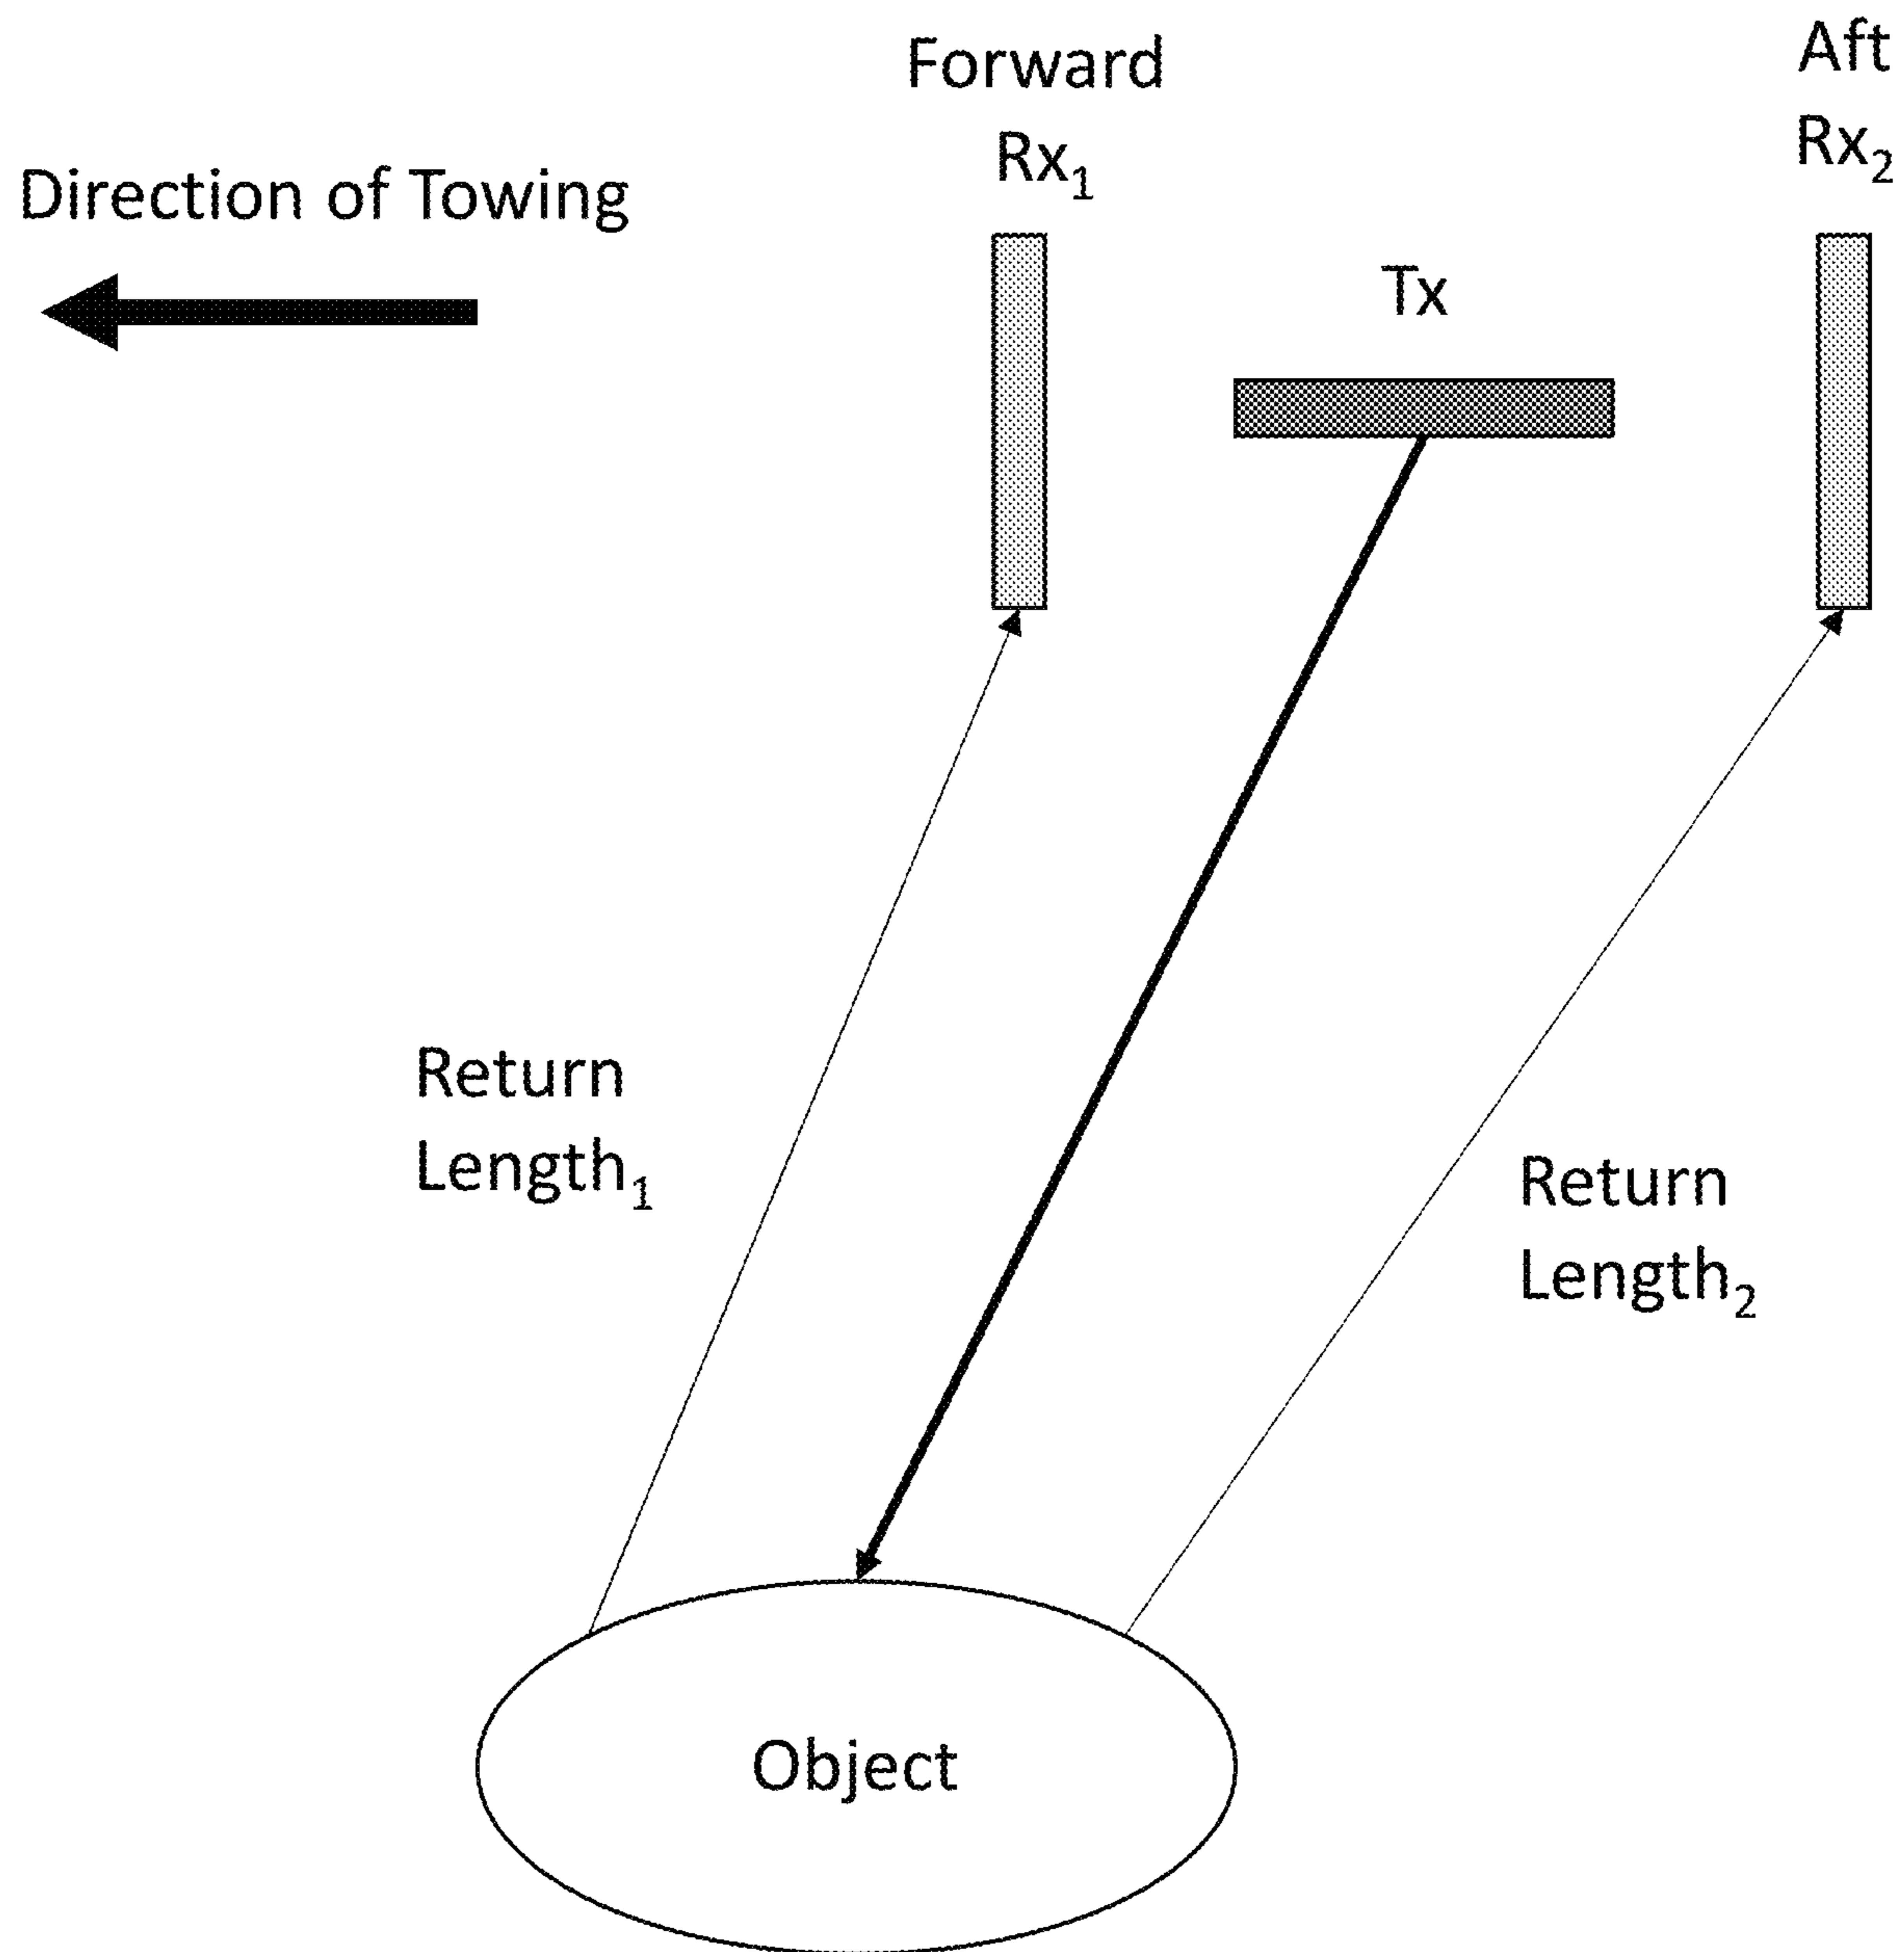 Forward
Rx₁
Aft
Rx₂
Direction of Towing
Tx
Return
Length₁
Return
Length₂
Object